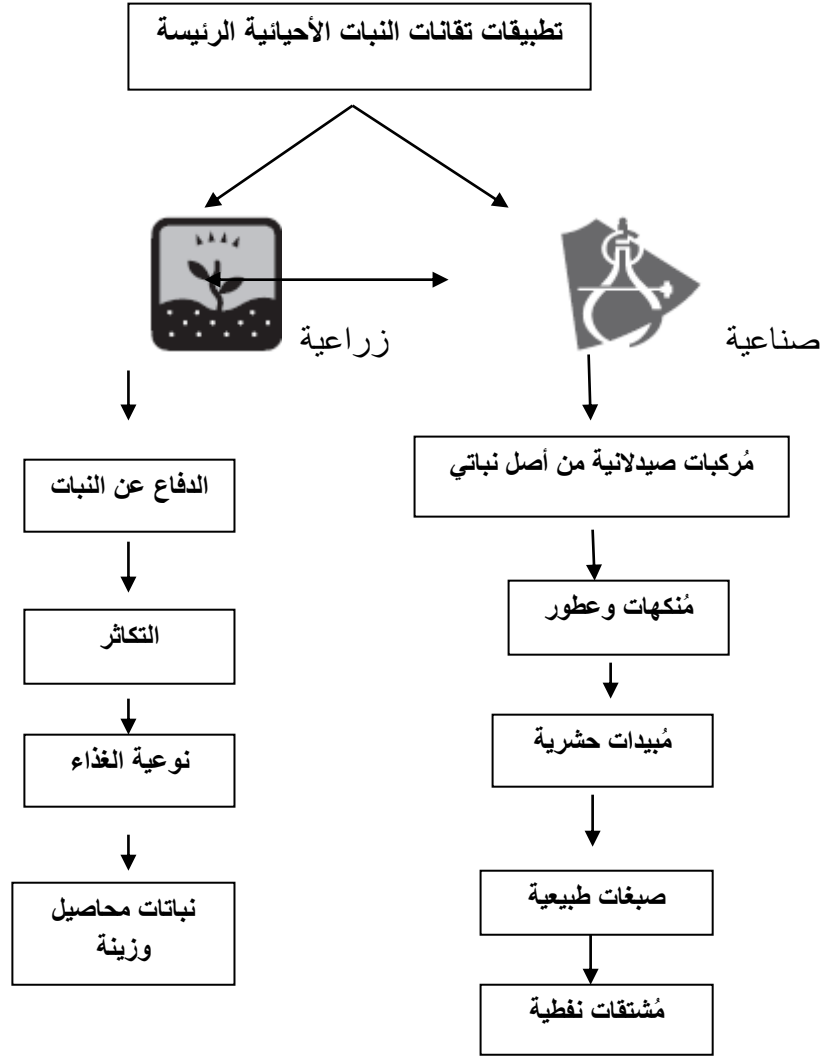 تطبيقات تقانات النبات الأحيائية الرئيسة
صناعية
زراعية
مُركبات صيدلانية من أصل نباتي
مُنكهات وعطور
مُبيدات حشرية
صبغات طبيعية
مُشتقات نفطية
الدفاع عن النبات
التكاثر
نوعية الغذاء
نباتات محاصيل
وزينة